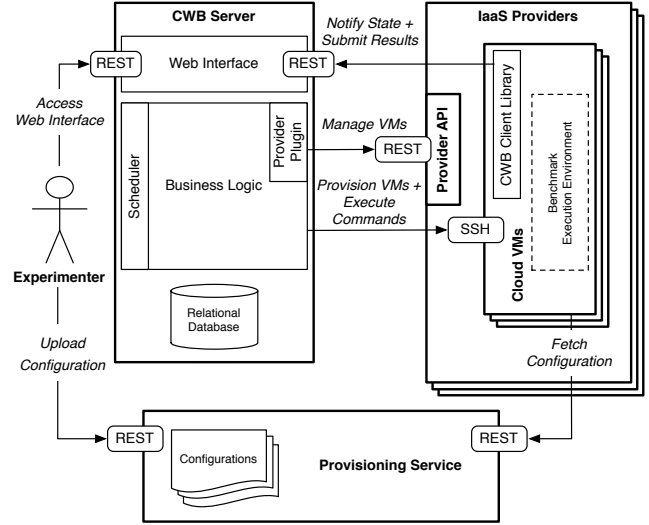 CWB Server
IaaS Providers
Notify State +
Submit Results
REST
Web Interface
REST
Access
Web Interface
CWB Client Library
Benchmark
Execution Environment
Cloud VMs
Provider API
Manage VMs
REST
Provider
Plugin
Scheduler
Business Logic
Provision VMs +
Execute
Commands
SSH
Experimenter
Relational
Database
Upload
Configuration
Fetch
Configuration
REST
Configurations
Provisioning Service
REST